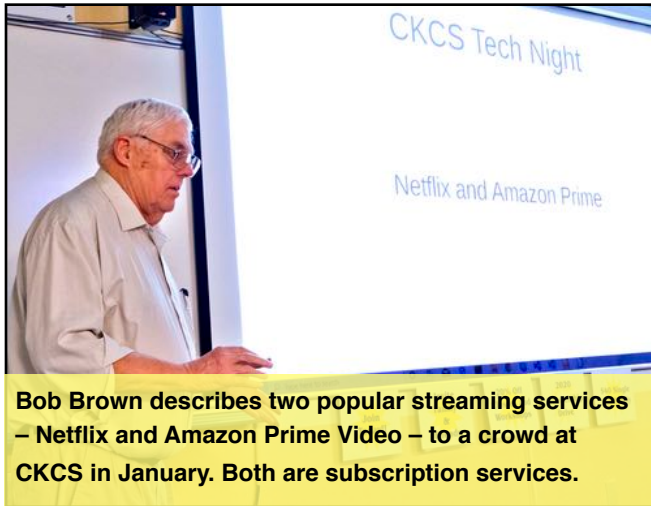 CKCS Tech Night
Netflix and Amazon Prime
Bob Brown describes two popular streaming services
– Netflix and Amazon Prime Video – to a crowd at
CKCS in January. Both are subscription services.